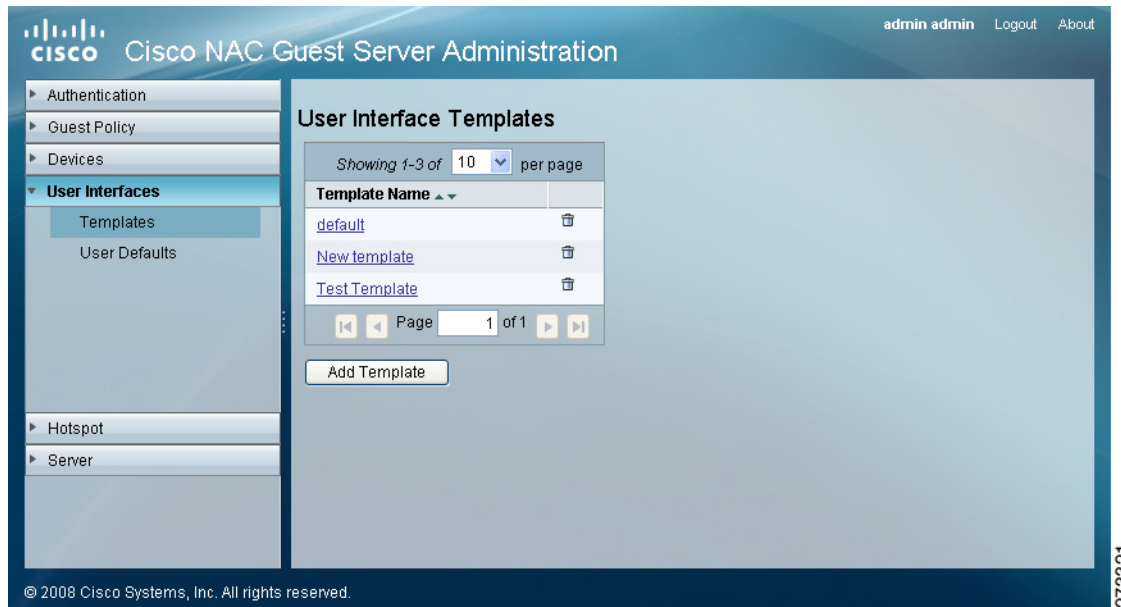 admin admin Logout About
CISCO Cisco NAC Guest Server Administration
Authentication
Guest Policy
Devices
User Interfaces
Templates
User Defaults
Hotspot
Server
User Interface Templates
Showing 1-3 of 10 per page
Template Name
default
New template
Test Template
Page 1 of 1
Add Template
© 2008 Cisco Systems, Inc. All rights reserved.